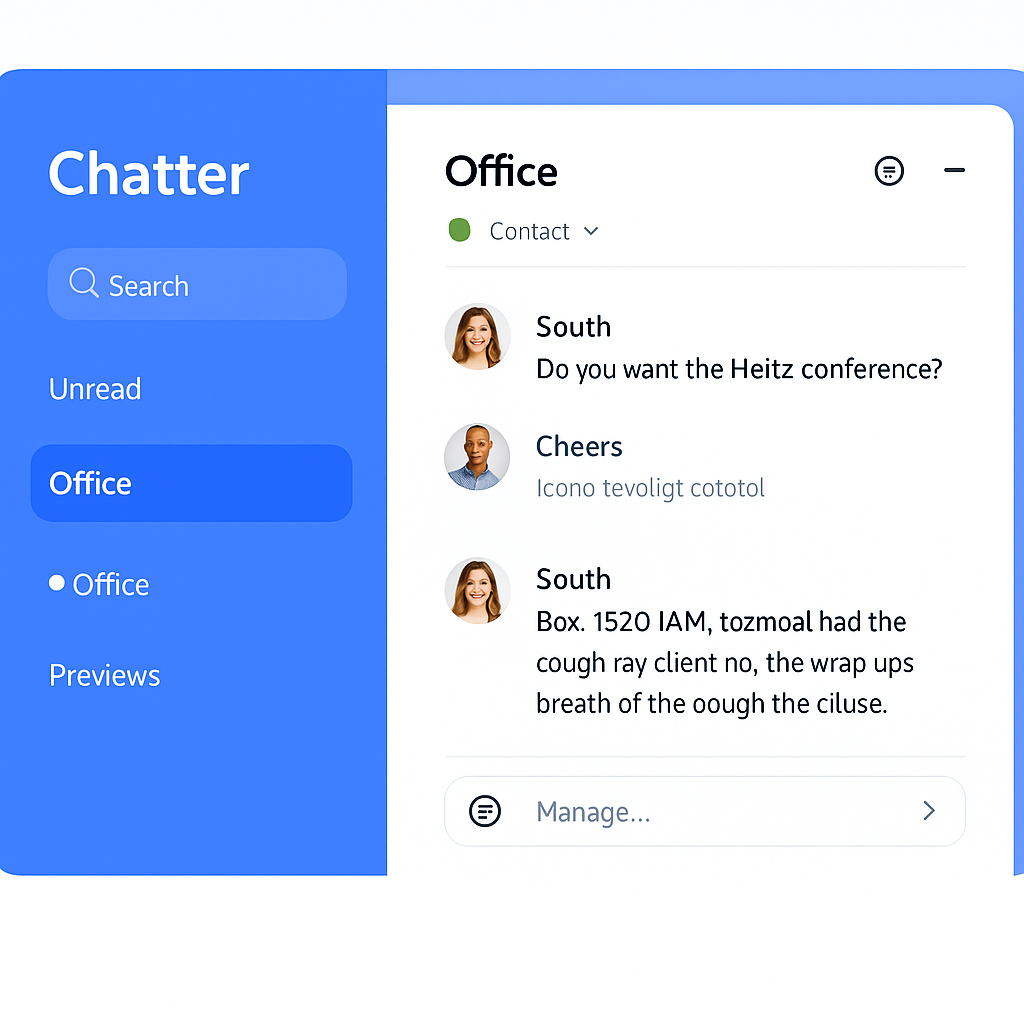 Chatter
Search
Unread
Office
Office
Previews
Office
Contact
South
Do you want the Heitz conference?
Cheers
Icono tevoligt cototol
South
Box. 1520 IAM, tozmoal had the
cough ray client no, the wrap ups
breath of the oough the ciluse.
Manage...